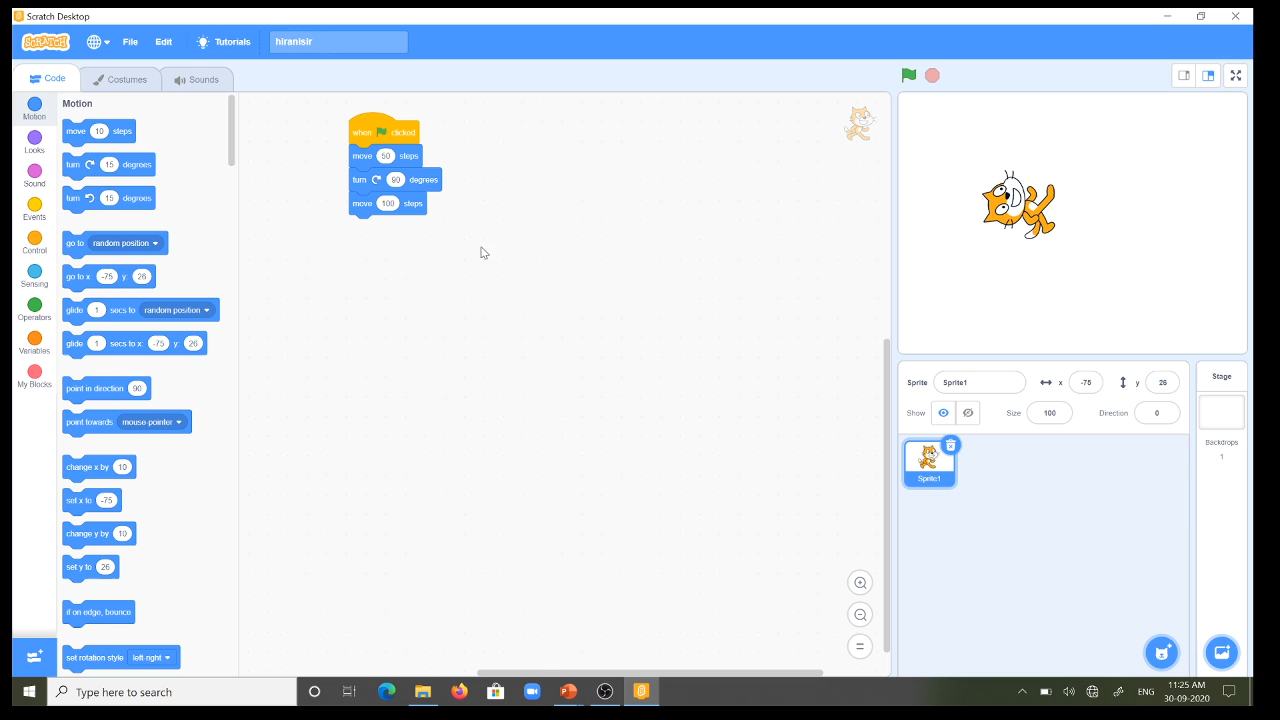 Scratch Desktop
SCRATCH File Edit Tutorials hiranisir
Code Costumes Sounds
Motion
Looks
Sound
Events
Control
Sensing
Operators
Variables
My Blocks
Motion
move 10 steps
turn 15 degrees
turn 15 degrees
go to random position
go to x: -75 y: 26
glide 1 secs to random position
glide 1 secs to x: -75 y: 26
point in direction 90
point towards mouse-pointer
change x by 10
set x to -75
change y by 10
set y to 26
if on edge, bounce
set rotation style left-right
when clicked
move 50 steps
turn 90 degrees
move 100 steps
Sprite Sprite1 x -75 y 26
Show Size 100 Direction 0
Sprite1
Stage
Backdrops
1
Type here to search
ENG
11:25 AM
30-09-2020